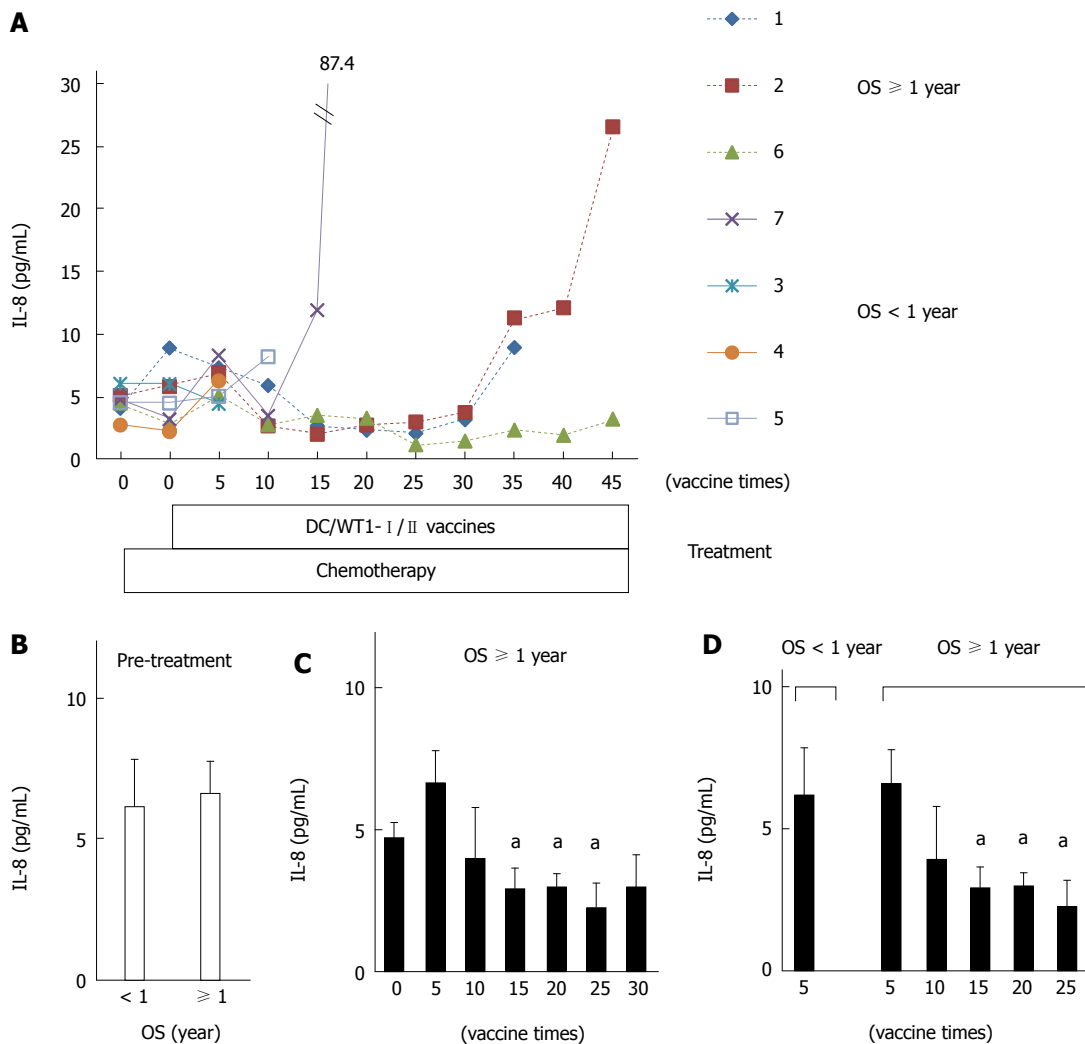 A
87.4
30
25
20
15
10
5
0
IL-8 (pg/mL)
0 0 5 10 15 20 25 30 35 40 45 (vaccine times)
DC/WT1- Ⅰ / Ⅱ vaccines
Chemotherapy
Treatment
1
2
6
7
3
4
5
OS ≥ 1 year
OS < 1 year
B
Pre-treatment
10
5
0
IL-8 (pg/mL)
< 1 ≥ 1
OS (year)
C
OS ≥ 1 year
10
5
0
IL-8 (pg/mL)
a a a
0 5 10 15 20 25 30
(vaccine times)
D
OS < 1 year OS ≥ 1 year
10
5
0
IL-8 (pg/mL)
a a a
5 5 10 15 20 25
(vaccine times)